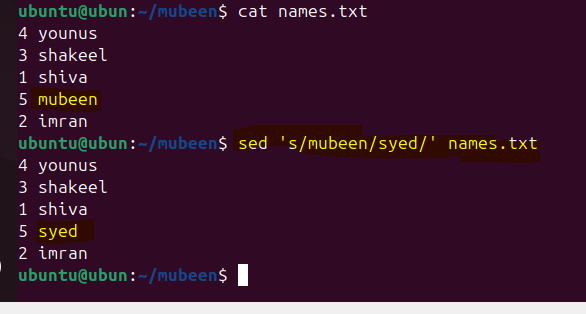 ubuntu@ubun:~/mubeen$ cat names.txt
4 younus
3 shakeel
1 shiva
5 mubeen
2 imran
ubuntu@ubun:~/mubeen$ sed 's/mubeen/syed/' names.txt
4 younus
3 shakeel
1 shiva
5 syed
2 imran
ubuntu@ubun:~/mubeen$